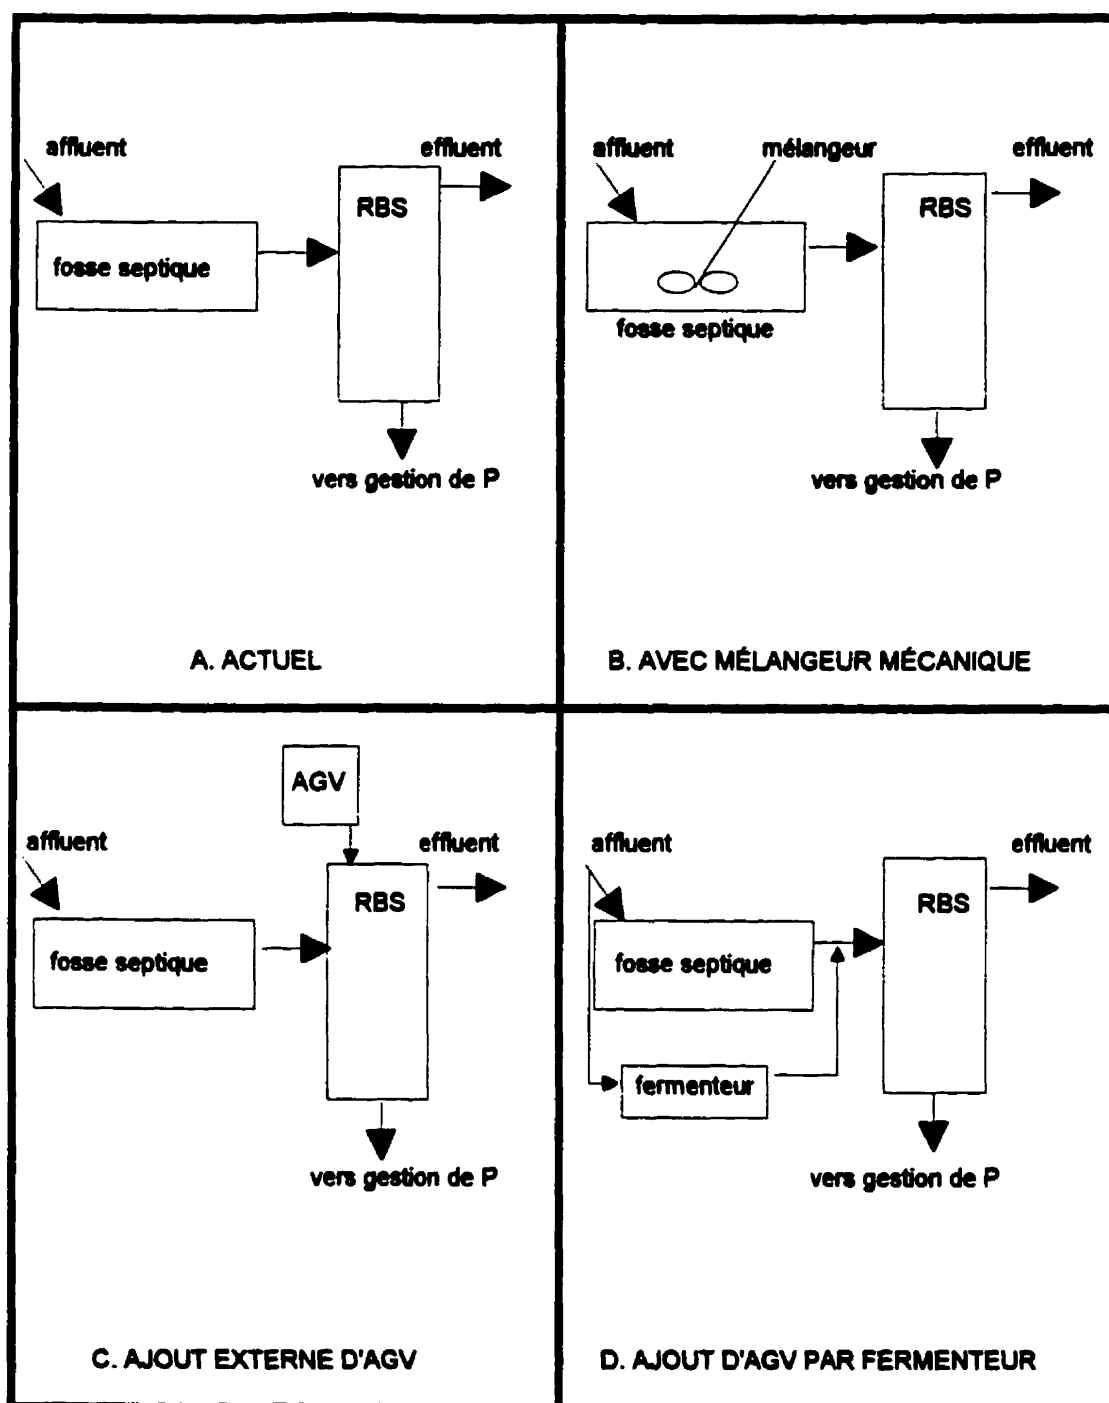 affluent
effluent
RBS
fosse septique
vers gestion de P
A. ACTUEL
affluent
mélangeur
effluent
RBS
fosse septique
vers gestion de P
B. AVEC MÉLANGEUR MÉCANIQUE
AGV
affluent
effluent
RBS
fosse septique
vers gestion de P
C. AJOUT EXTERNE D'AGV
affluent
effluent
RBS
fosse septique
fermenteur
vers gestion de P
D. AJOUT D'AGV PAR FERMENTEUR